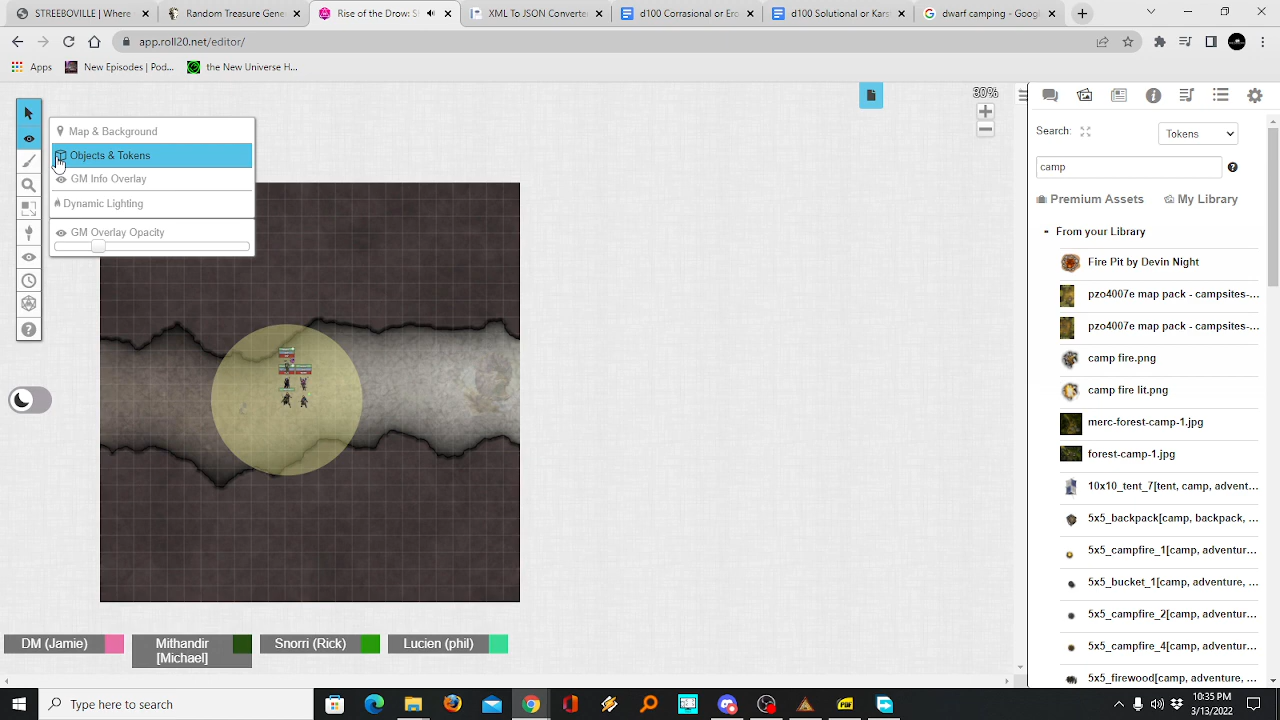 STREEBOVILLE | Where
Random Treasure Gener
Rise of the Drow: S
XML To JSON Converte
d100 Corrasional or Ero
d100 Solutional or Kars
dwarf camping - Goog
app.roll20.net/editor/
Apps
New Episodes | Pod...
the New Universe H...
Map & Background
Objects & Tokens
GM Info Overlay
Dynamic Lighting
GM Overlay Opacity
30%
Search:
Tokens
camp
Premium Assets
My Library
- From your Library
Fire Pit by Devin Night
pzo4007e map pack - campsites-...
pzo4007e map pack - campsites-...
camp fire.png
camp fire lit.png
merc-forest-camp-1.jpg
forest-camp-1.jpg
10x10_tent_7[tent, camp, advent...
5x5_backpack[camp, backpack, ...
5x5_campfire_1[camp, adventur...
5x5_bucket_1[camp, adventure, ...
5x5_campfire_2[camp, adventur...
5x5_campfire_4[camp, adventur...
5x5_firewood[camp, adventure, ...
DM (Jamie)
Mithandir
[Michael]
Snorri (Rick)
Lucien (phil)
Type here to search
PDF
10:35 PM
3/13/2022